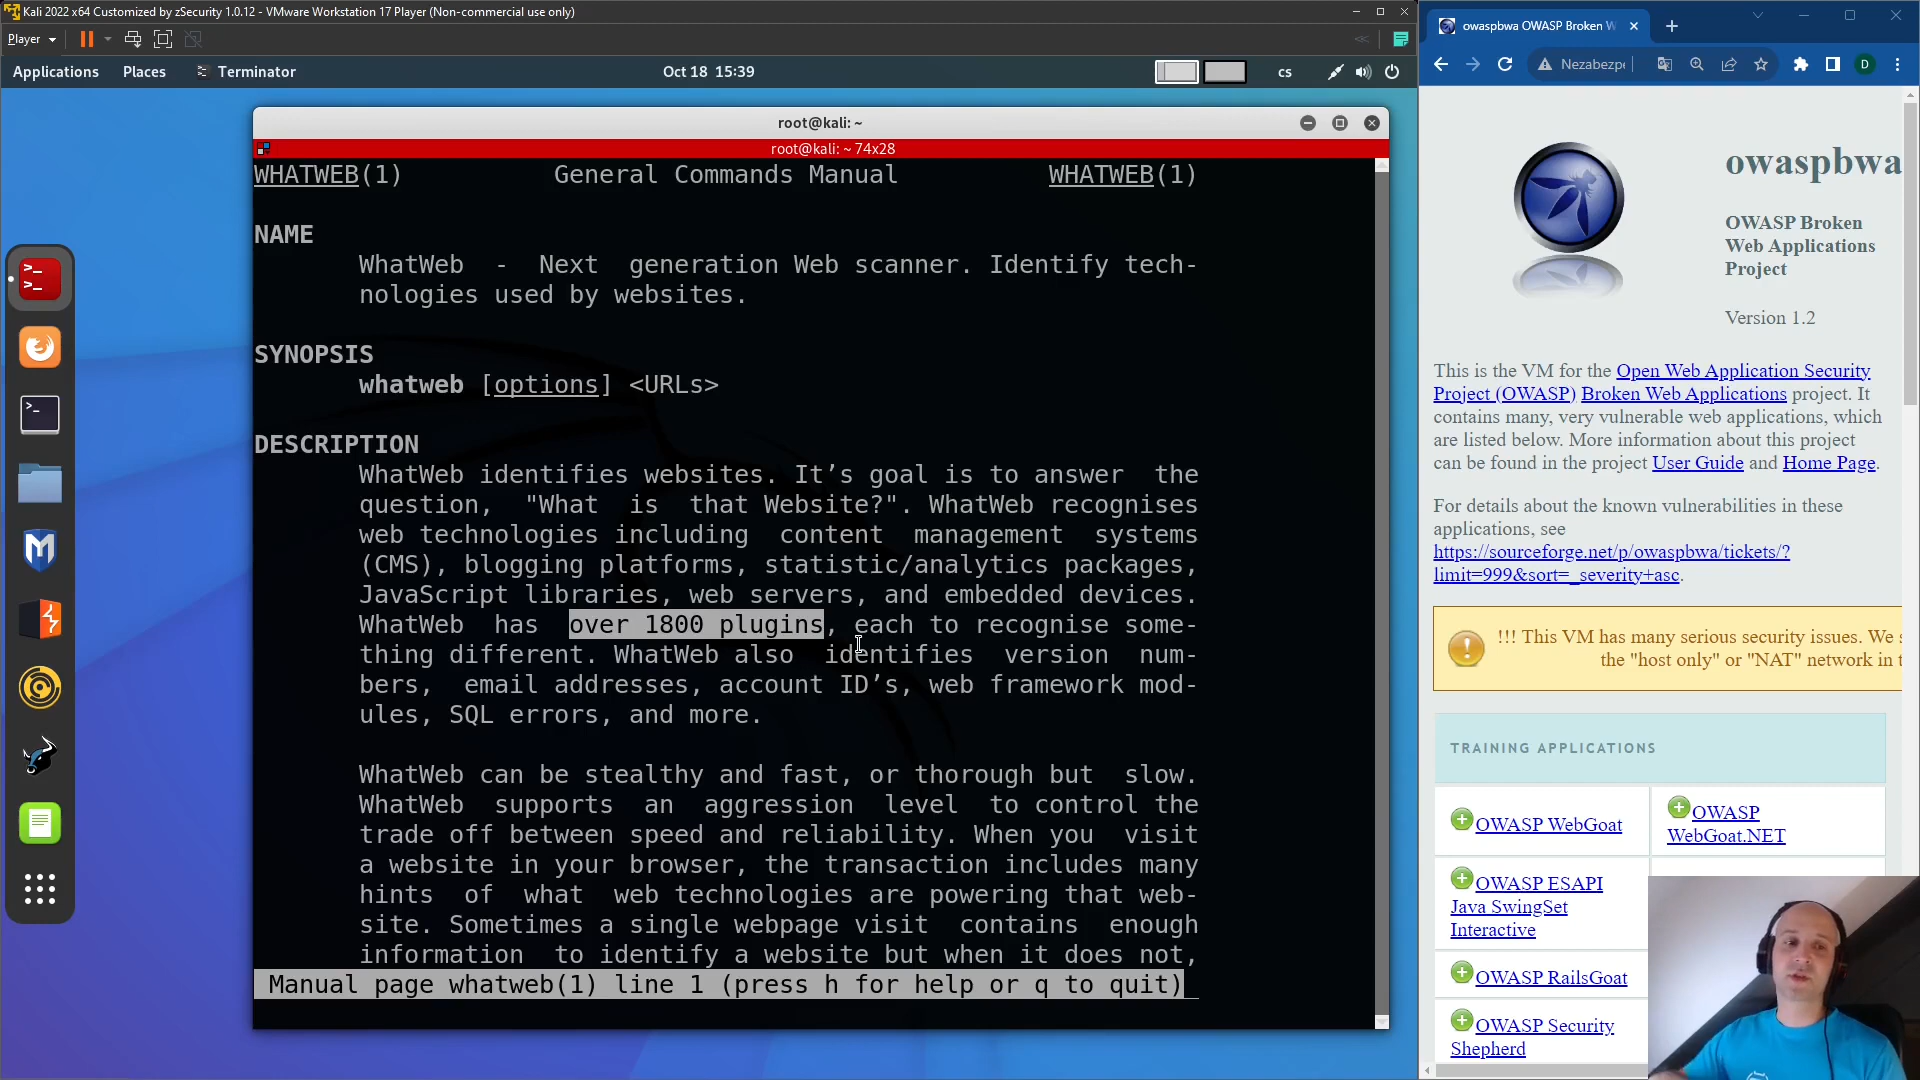 Kali 2022 x64 Customized by zSecurity 1.0.12 - VMware Workstation 17 Player (Non-commercial use only)
Player
Applications Places Terminator Oct 18 15:39 cs
root@kali: ~
root@kali: ~ 74x28
WHATWEB(1) General Commands Manual WHATWEB(1)
NAME
WhatWeb - Next generation Web scanner. Identify tech-
nologies used by websites.
SYNOPSIS
whatweb [options] <URLs>
DESCRIPTION
WhatWeb identifies websites. It’s goal is to answer the
question, "What is that Website?". WhatWeb recognises
web technologies including content management systems
(CMS), blogging platforms, statistic/analytics packages,
JavaScript libraries, web servers, and embedded devices.
WhatWeb has over 1800 plugins, each to recognise some-
thing different. WhatWeb also identifies version num-
bers, email addresses, account ID’s, web framework mod-
ules, SQL errors, and more.
WhatWeb can be stealthy and fast, or thorough but slow.
WhatWeb supports an aggression level to control the
trade off between speed and reliability. When you visit
a website in your browser, the transaction includes many
hints of what web technologies are powering that web-
site. Sometimes a single webpage visit contains enough
information to identify a website but when it does not,
Manual page whatweb(1) line 1 (press h for help or q to quit)
owaspbwa OWASP Broken W
Nezabezpe
D
owaspbwa
OWASP Broken
Web Applications
Project
Version 1.2
This is the VM for the Open Web Application Security
Project (OWASP) Broken Web Applications project. It
contains many, very vulnerable web applications, which
are listed below. More information about this project
can be found in the project User Guide and Home Page.
For details about the known vulnerabilities in these
applications, see
https://sourceforge.net/p/owaspbwa/tickets/?
limit=999&sort=_severity+asc.
!!! This VM has many serious security issues. We
the "host only" or "NAT" network in
TRAINING APPLICATIONS
OWASP WebGoat
OWASP
WebGoat.NET
OWASP ESAPI
Java SwingSet
Interactive
OWASP RailsGoat
OWASP Security
Shepherd